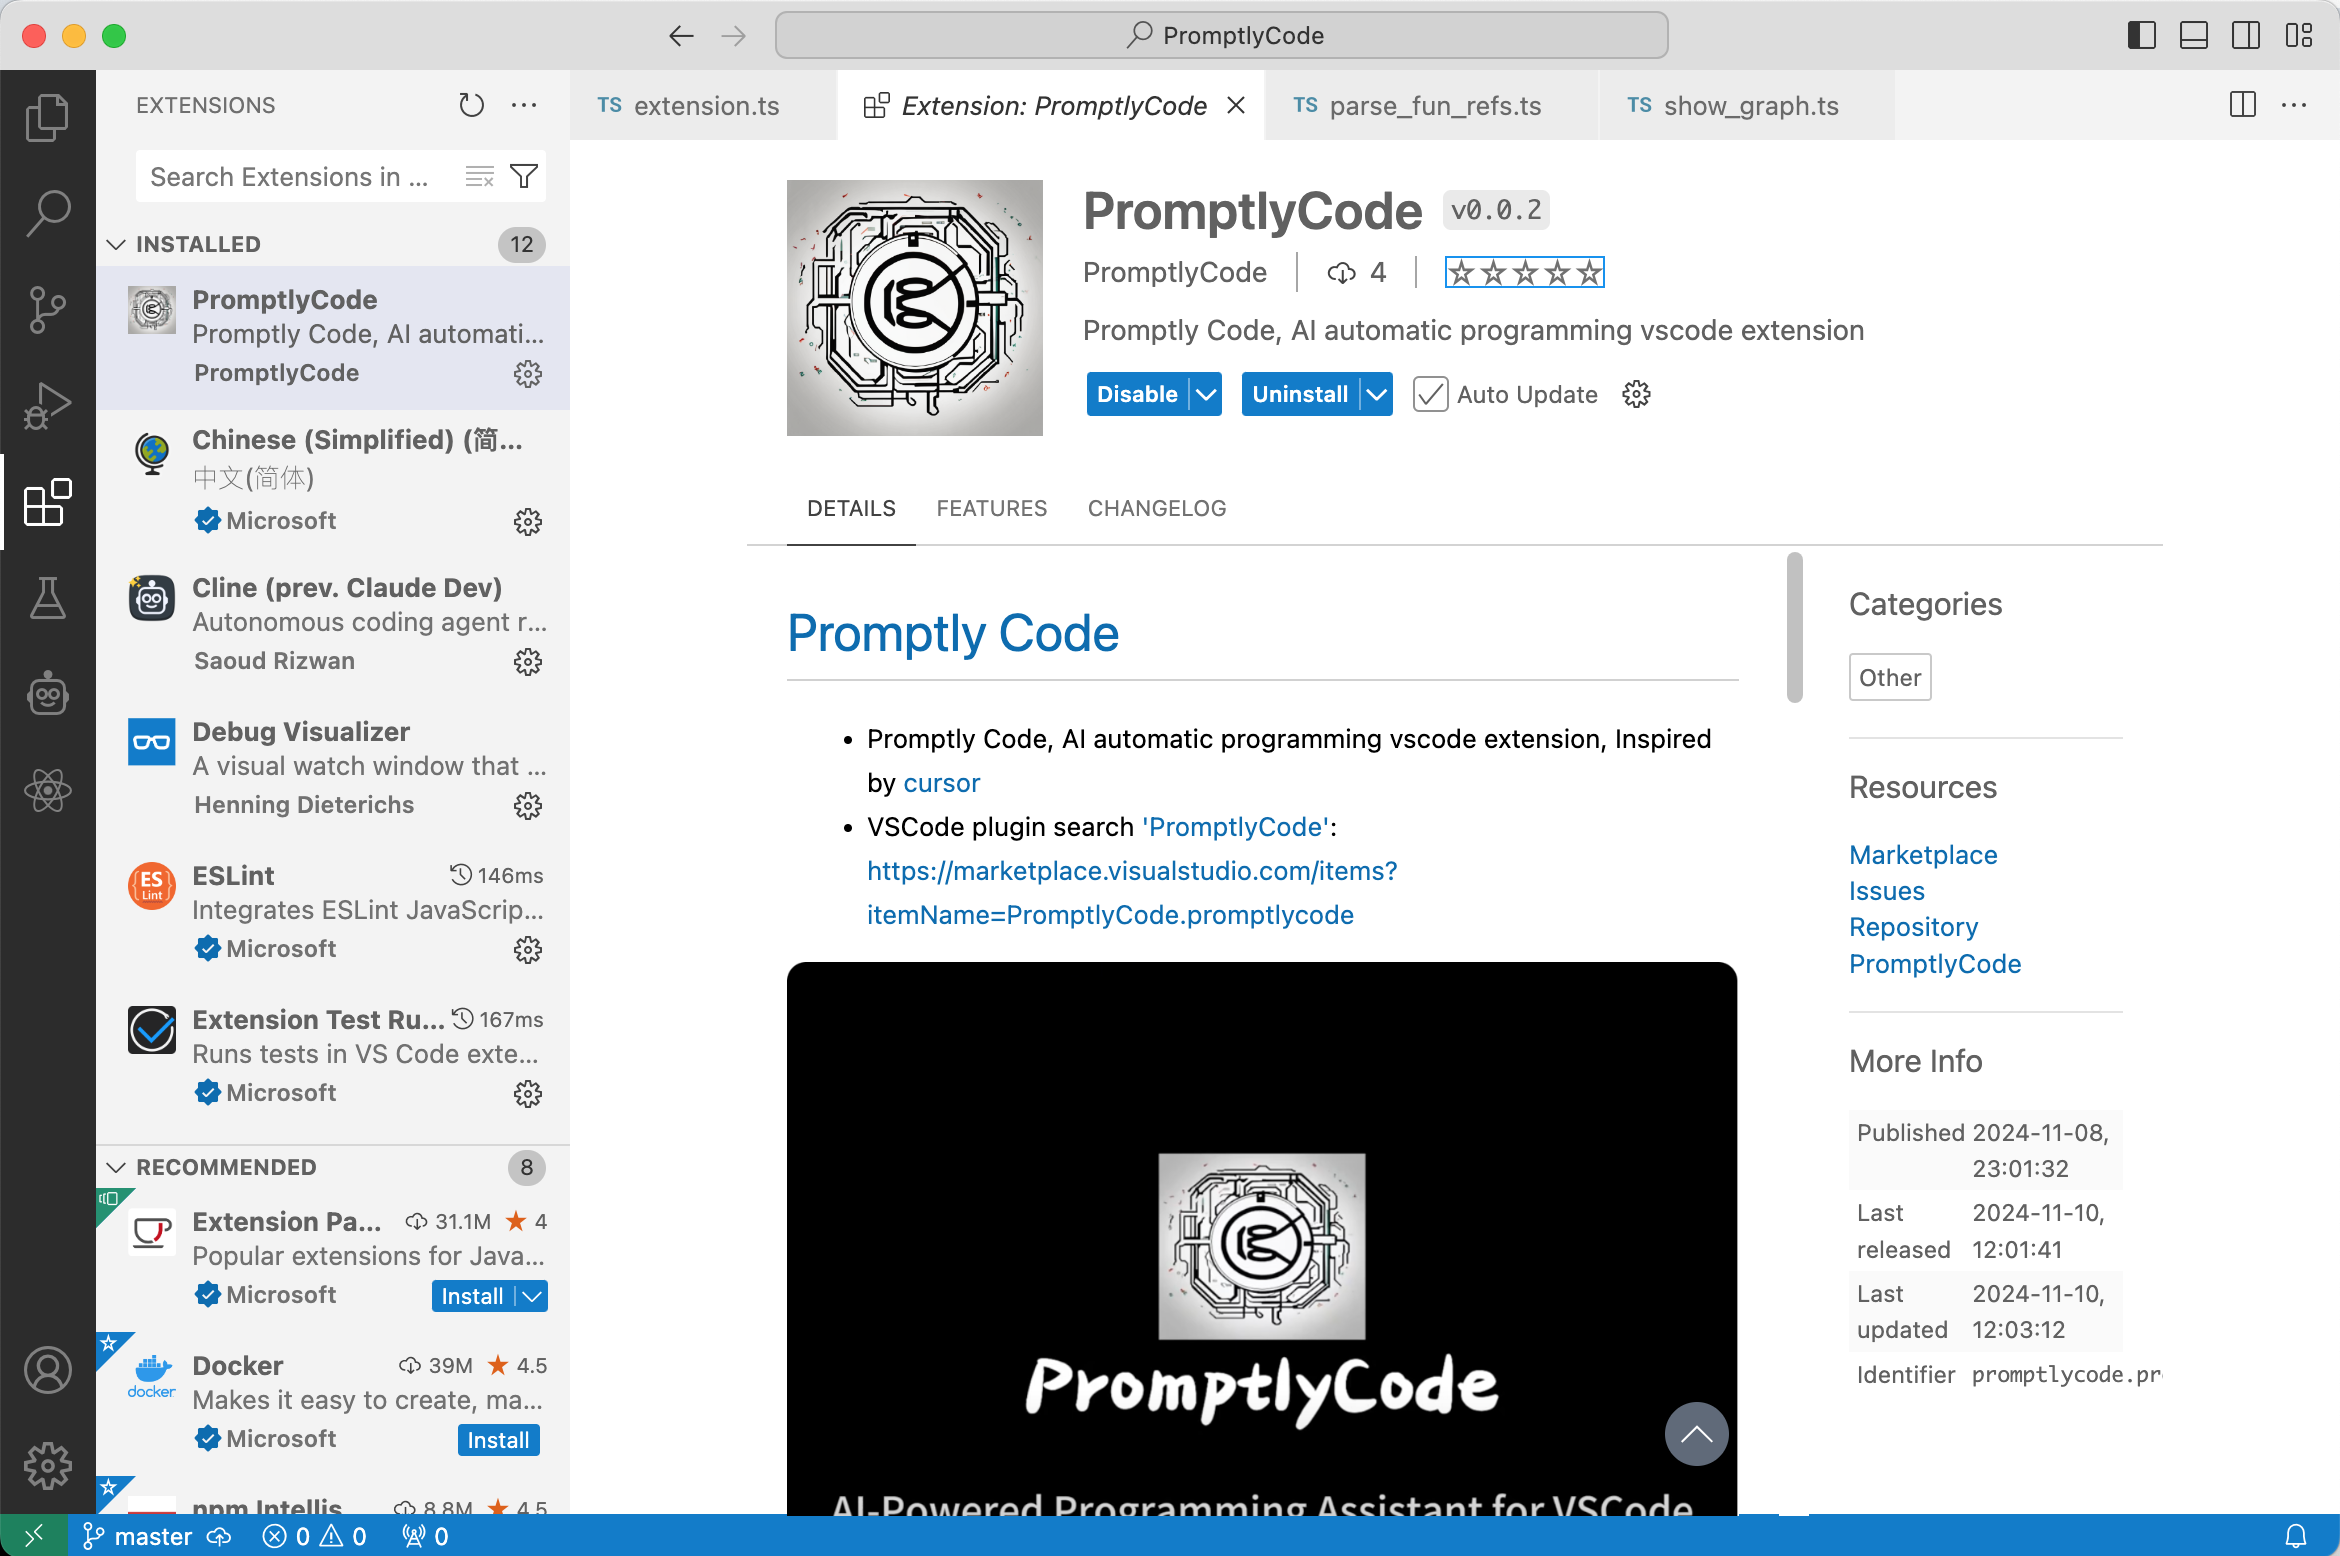 PromptlyCode
EXTENSIONS
Search Extensions in ...
INSTALLED
12
PromptlyCode
Promptly Code, AI automati...
PromptlyCode
Chinese (Simplified) (简...
中文(简体)
Microsoft
Cline (prev. Claude Dev)
Autonomous coding agent r...
Saoud Rizwan
Debug Visualizer
A visual watch window that ...
Henning Dieterichs
ES
Lint
ESLint
146ms
Integrates ESLint JavaScrip...
Microsoft
Extension Test Ru...
167ms
Runs tests in VS Code exte...
Microsoft
RECOMMENDED
8
Extension Pa...
31.1M
4
Popular extensions for Java...
Microsoft
Install
docker
Docker
39M
4.5
Makes it easy to create, ma...
Microsoft
Install
npm Intellis
8.8M
4.5
TS extension.ts
Extension: PromptlyCode
TS parse_fun_refs.ts
TS show_graph.ts
PromptlyCode
v0.0.2
PromptlyCode
4
Promptly Code, AI automatic programming vscode extension
Disable
Uninstall
Auto Update
DETAILS
FEATURES
CHANGELOG
Promptly Code
• Promptly Code, AI automatic programming vscode extension, Inspired
by cursor
• VSCode plugin search 'PromptlyCode':
https://marketplace.visualstudio.com/items?
itemName=PromptlyCode.promptlycode
PromptlyCode
AI-Powered Programming Assistant for VSCode
Categories
Other
Resources
Marketplace
Issues
Repository
PromptlyCode
More Info
Published 2024-11-08,
23:01:32
Last 2024-11-10,
released 12:01:41
Last 2024-11-10,
updated 12:03:12
Identifier promptlycode.pr
master
0
0
0